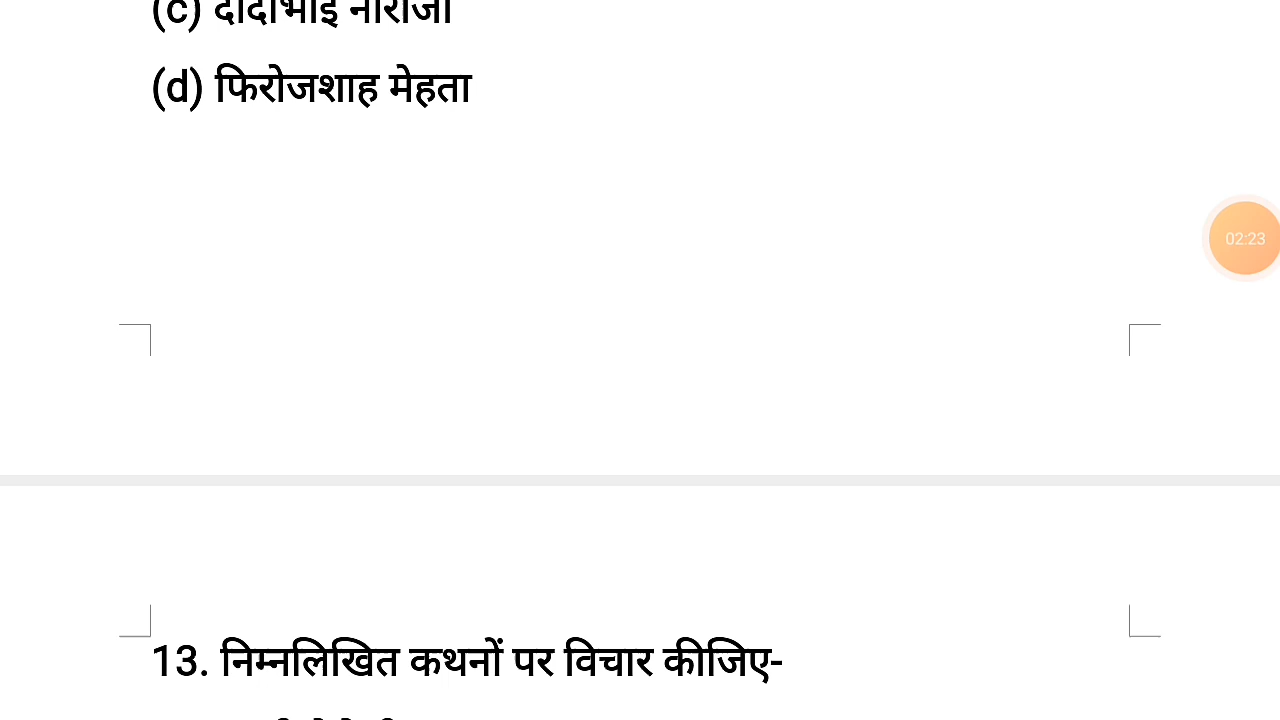 (c) दादाभाई नौरोजी
(d) फिरोजशाह मेहता
02:23
13. निम्नलिखित कथनों पर विचार कीजिए-